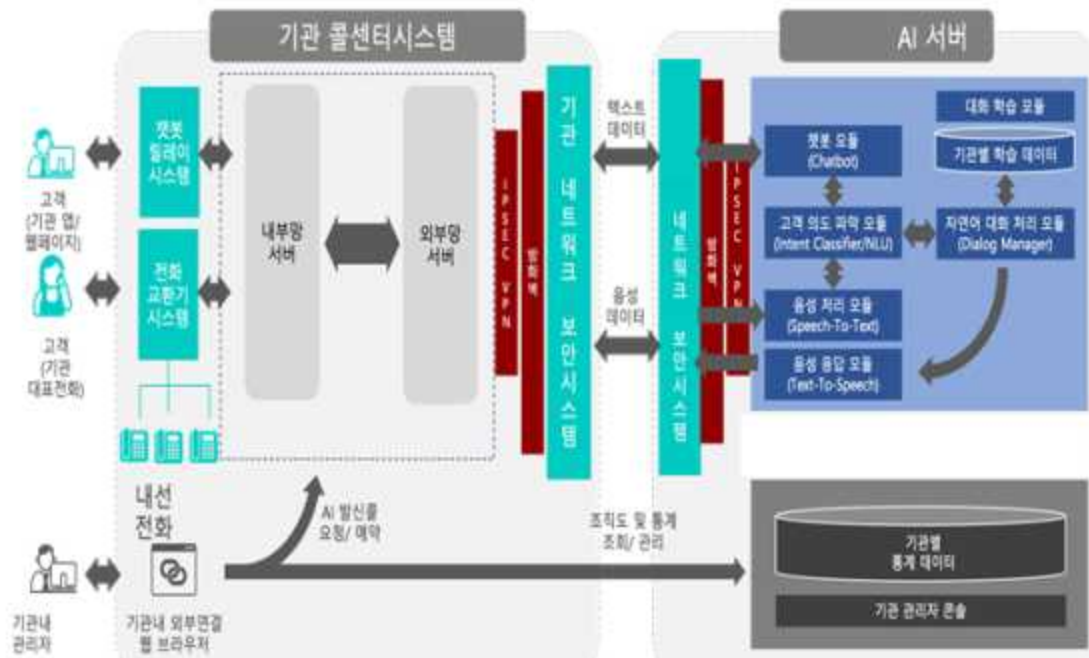 기관 콜센터시스템
AI 서버
고객
(기관 앱/
웹페이지)
고객
(기관
대표전화)
챗봇
릴레이
시스템
전화
교환기
시스템
내부망
서버
외부망
서버
IPSEC VPN
방화벽
기관 네트워크 보안시스템
텍스트
데이터
음성
데이터
네트워크 보안시스템
방화벽
IPSEC VPN
대화 학습 모듈
기관별 학습 데이터
챗봇 모듈
(Chatbot)
고객 의도 파악 모듈
(Intent Classifier/NLU)
자연어 대화 처리 모듈
(Dialog Manager)
음성 처리 모듈
(Speech-To-Text)
음성 응답 모듈
(Text-To-Speech)
내선
전화
AI 발신콜
요청/ 예약
조직도 및 통계
조회/ 관리
기관내
관리자
기관내 외부연결
웹 브라우저
기관별
통계 데이터
기관 관리자 콘솔